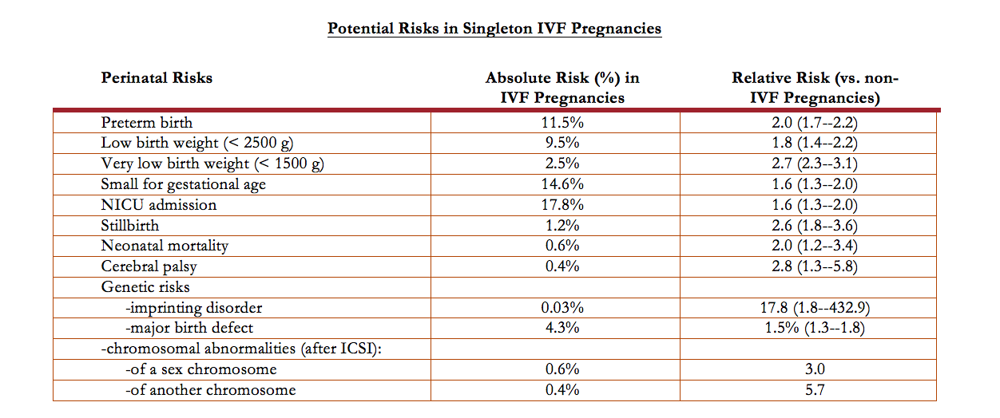 Potential Risks in Singleton IVF Pregnancies
Perinatal Risks Absolute Risk (%) in IVF Pregnancies Relative Risk (vs. non-IVF Pregnancies)
Preterm birth 11.5% 2.0 (1.7--2.2)
Low birth weight (< 2500 g) 9.5% 1.8 (1.4--2.2)
Very low birth weight (< 1500 g) 2.5% 2.7 (2.3--3.1)
Small for gestational age 14.6% 1.6 (1.3--2.0)
NICU admission 17.8% 1.6 (1.3--2.0)
Stillbirth 1.2% 2.6 (1.8--3.6)
Neonatal mortality 0.6% 2.0 (1.2--3.4)
Cerebral palsy 0.4% 2.8 (1.3--5.8)
Genetic risks
-imprinting disorder 0.03% 17.8 (1.8--432.9)
-major birth defect 4.3% 1.5% (1.3--1.8)
-chromosomal abnormalities (after ICSI):
-of a sex chromosome 0.6% 3.0
-of another chromosome 0.4% 5.7